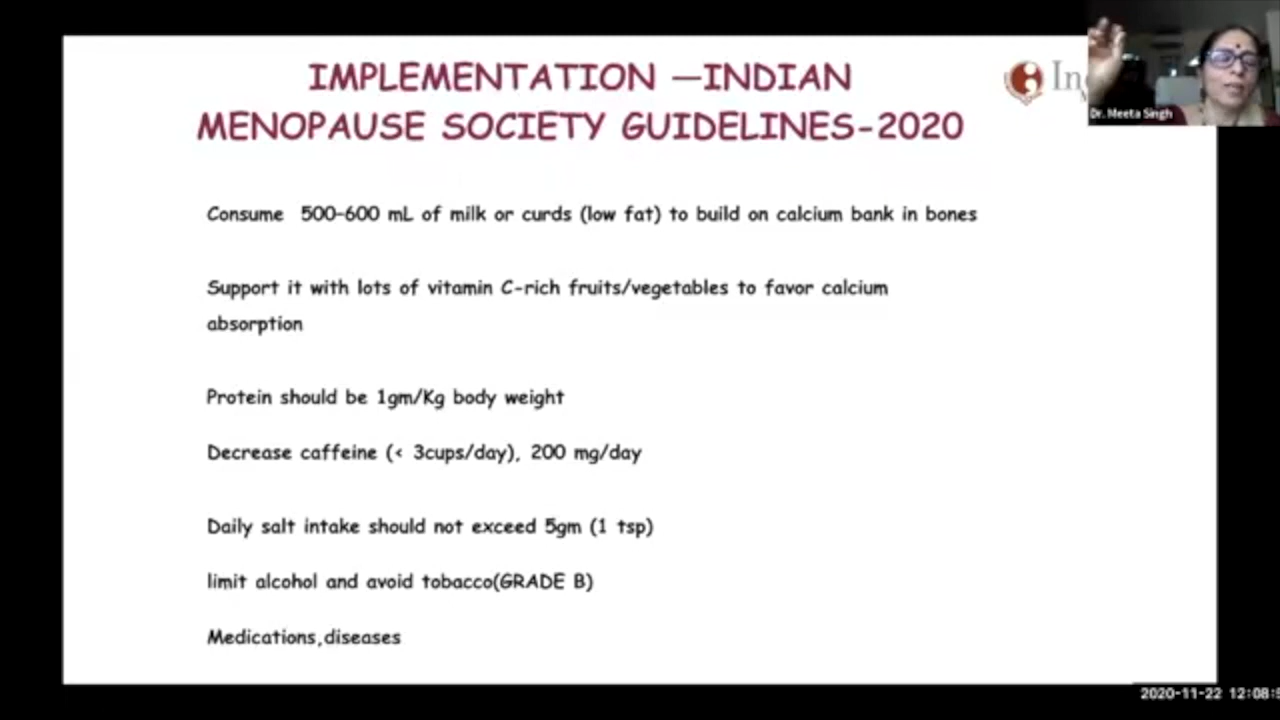 IMPLEMENTATION —INDIAN
MENOPAUSE SOCIETY GUIDELINES-2020
Dr. Meeta Singh
Consume 500-600 mL of milk or curds (low fat) to build on calcium bank in bones
Support it with lots of vitamin C-rich fruits/vegetables to favor calcium
absorption
Protein should be 1gm/Kg body weight
Decrease caffeine (< 3cups/day), 200 mg/day
Daily salt intake should not exceed 5gm (1 tsp)
limit alcohol and avoid tobacco(GRADE B)
Medications,diseases
2020-11-22 12:08:5